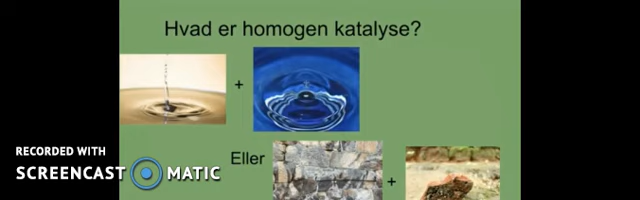 Hvad er homogen katalyse?
+
Eller
+
RECORDED WITH
SCREENCAST MATIC